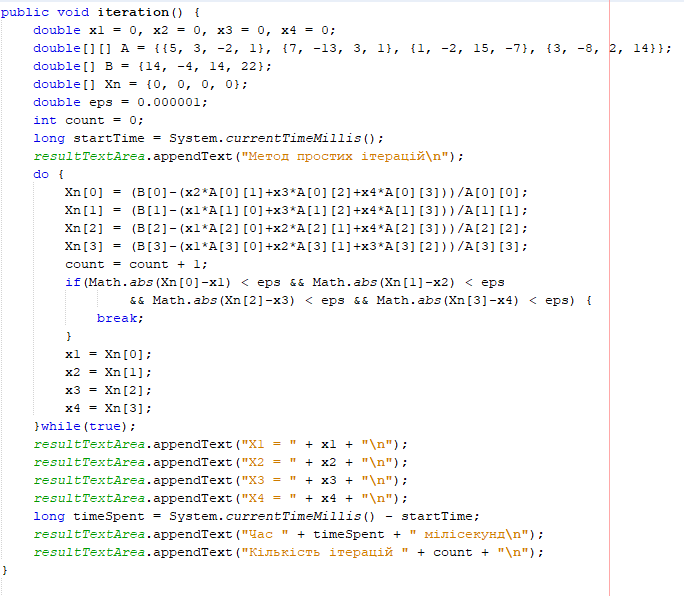 public void iteration() {
    double x1 = 0, x2 = 0, x3 = 0, x4 = 0;
    double[][] A = {{5, 3, -2, 1}, {7, -13, 3, 1}, {1, -2, 15, -7}, {3, -8, 2, 14}};
    double[] B = {14, -4, 14, 22};
    double[] Xn = {0, 0, 0, 0};
    double eps = 0.000001;
    int count = 0;
    long startTime = System.currentTimeMillis();
    resultTextArea.appendText("Метод простих ітерацій\n");
    do {
        Xn[0] = (B[0]-(x2*A[0][1]+x3*A[0][2]+x4*A[0][3]))/A[0][0];
        Xn[1] = (B[1]-(x1*A[1][0]+x3*A[1][2]+x4*A[1][3]))/A[1][1];
        Xn[2] = (B[2]-(x1*A[2][0]+x2*A[2][1]+x4*A[2][3]))/A[2][2];
        Xn[3] = (B[3]-(x1*A[3][0]+x2*A[3][1]+x3*A[3][2]))/A[3][3];
        count = count + 1;
        if(Math.abs(Xn[0]-x1) < eps && Math.abs(Xn[1]-x2) < eps
                && Math.abs(Xn[2]-x3) < eps && Math.abs(Xn[3]-x4) < eps) {
            break;
        }
        x1 = Xn[0];
        x2 = Xn[1];
        x3 = Xn[2];
        x4 = Xn[3];
    }while(true);
    resultTextArea.appendText("X1 = " + x1 + "\n");
    resultTextArea.appendText("X2 = " + x2 + "\n");
    resultTextArea.appendText("X3 = " + x3 + "\n");
    resultTextArea.appendText("X4 = " + x4 + "\n");
    long timeSpent = System.currentTimeMillis() - startTime;
    resultTextArea.appendText("Час " + timeSpent + " мілісекунд\n");
    resultTextArea.appendText("Кількість ітерацій " + count + "\n");
}